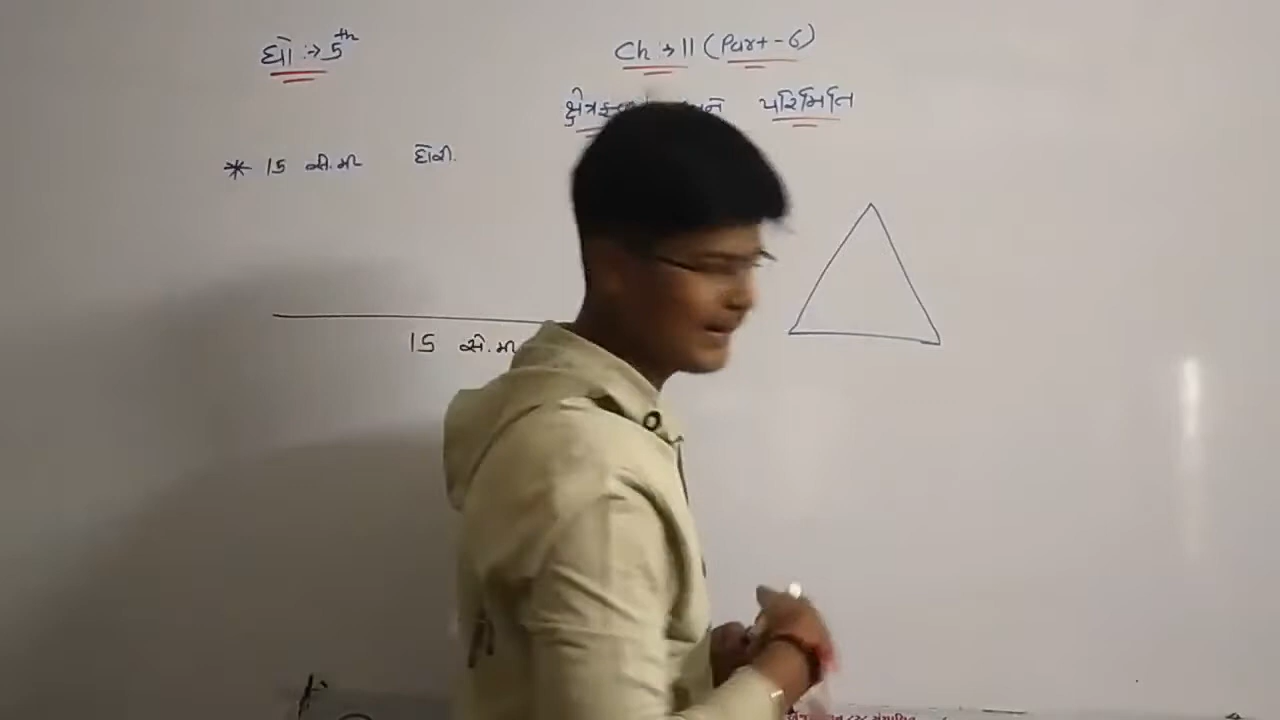 ધો :→ 5th
Ch :→ 11 (Part - 6)
પરિમિતિ
* 15 સે.મી દોરી.
15 સે.મી